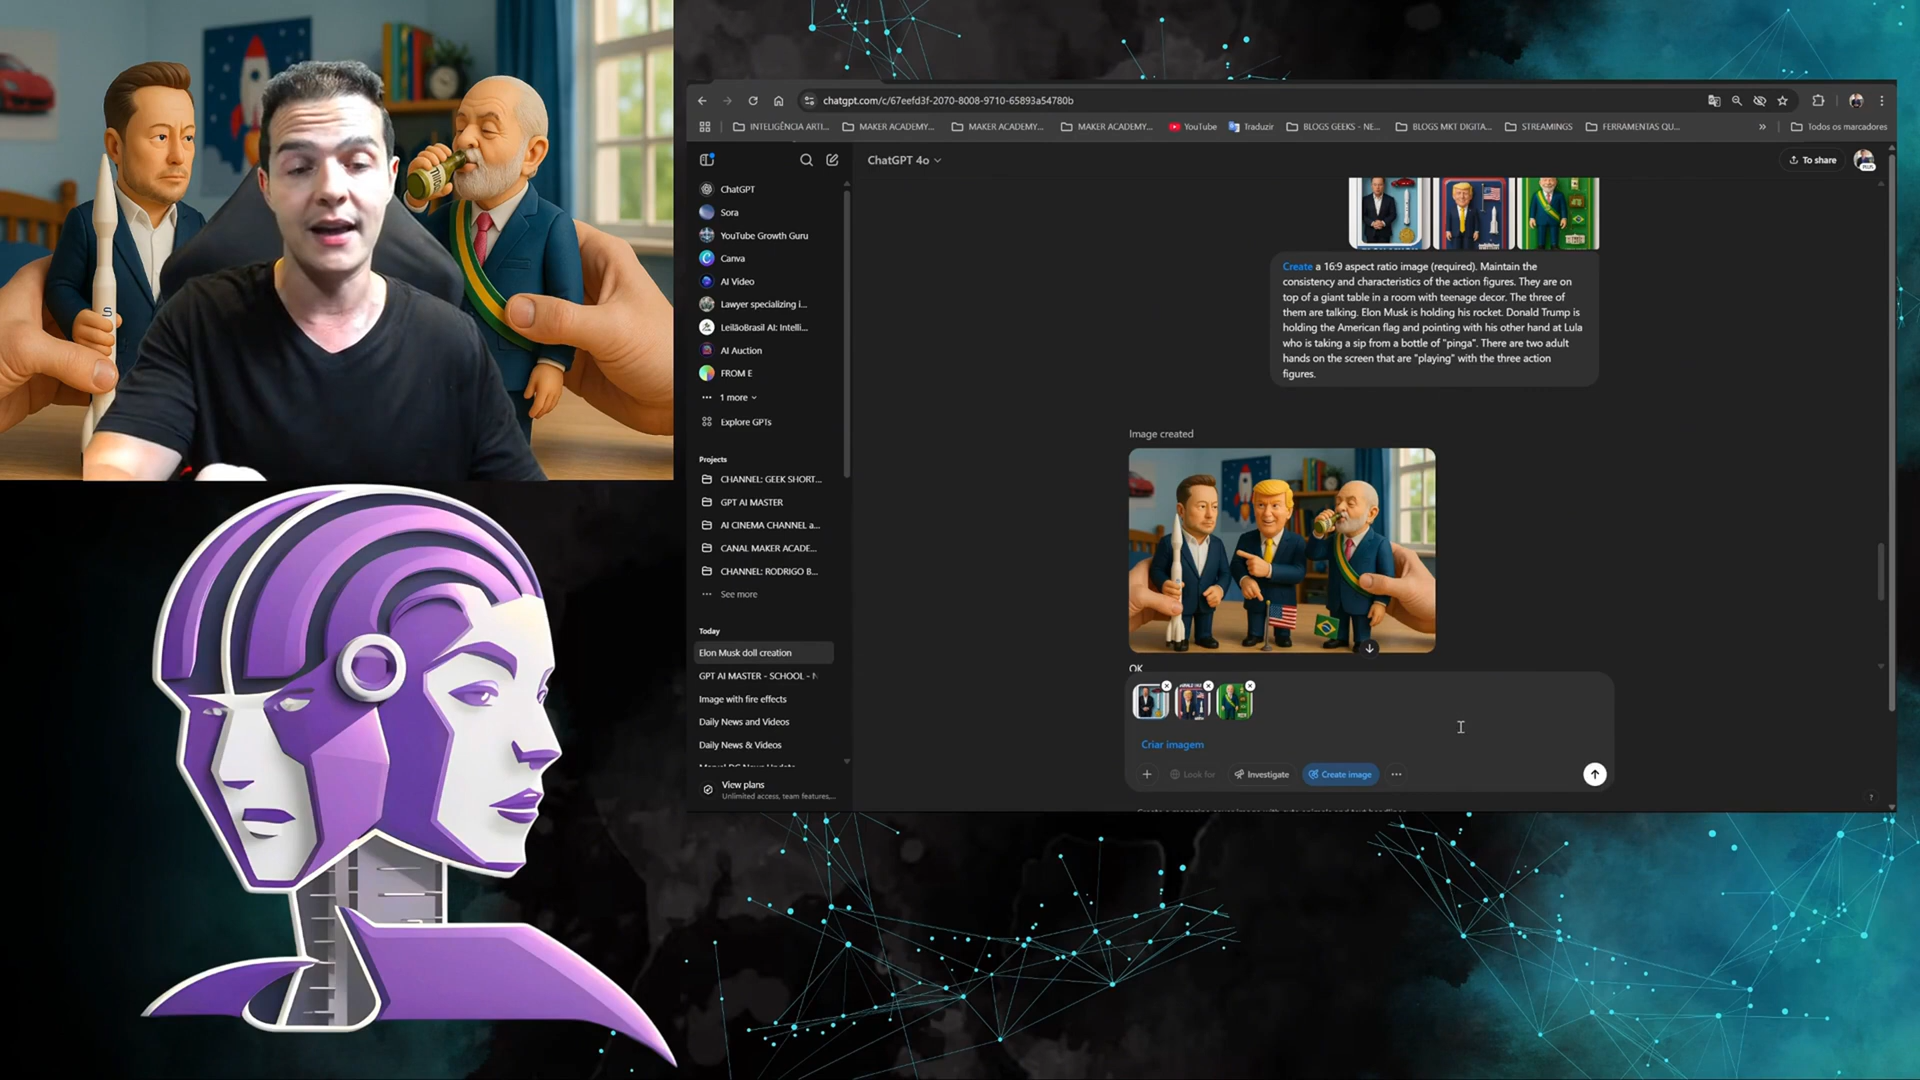 chatgpt.com/c/67eefd3f-2070-8008-9710-65893a54780b
INTELIGÊNCIA ARTI...
MAKER ACADEMY...
MAKER ACADEMY...
MAKER ACADEMY...
YouTube
Traduzir
BLOGS GEEKS - NE...
BLOGS MKT DIGITA...
STREAMINGS
FERRAMENTAS QU...
»
Todos os marcadores
ChatGPT 4o
To share
PLUS
ChatGPT
Sora
YouTube Growth Guru
Canva
AI Video
Lawyer specializing i...
LeilãoBrasil AI: Intelli...
AI Auction
FROM E
1 more
Explore GPTs
Projects
CHANNEL: GEEK SHORT...
GPT AI MASTER
AI CINEMA CHANNEL a...
CANAL MAKER ACADE...
CHANNEL: RODRIGO B...
See more
Today
Elon Musk doll creation
GPT AI MASTER - SCHOOL - N
Image with fire effects
Daily News and Videos
Daily News & Videos
View plans
Unlimited access, team features,...
Create a 16:9 aspect ratio image (required). Maintain the
consistency and characteristics of the action figures. They are on
top of a giant table in a room with teenage decor. The three of
them are talking. Elon Musk is holding his rocket. Donald Trump is
holding the American flag and pointing with his other hand at Lula
who is taking a sip from a bottle of "pinga". There are two adult
hands on the screen that are "playing" with the three action
figures.
Image created
OK
Criar imagem
Look for
Investigate
Create image
?
S